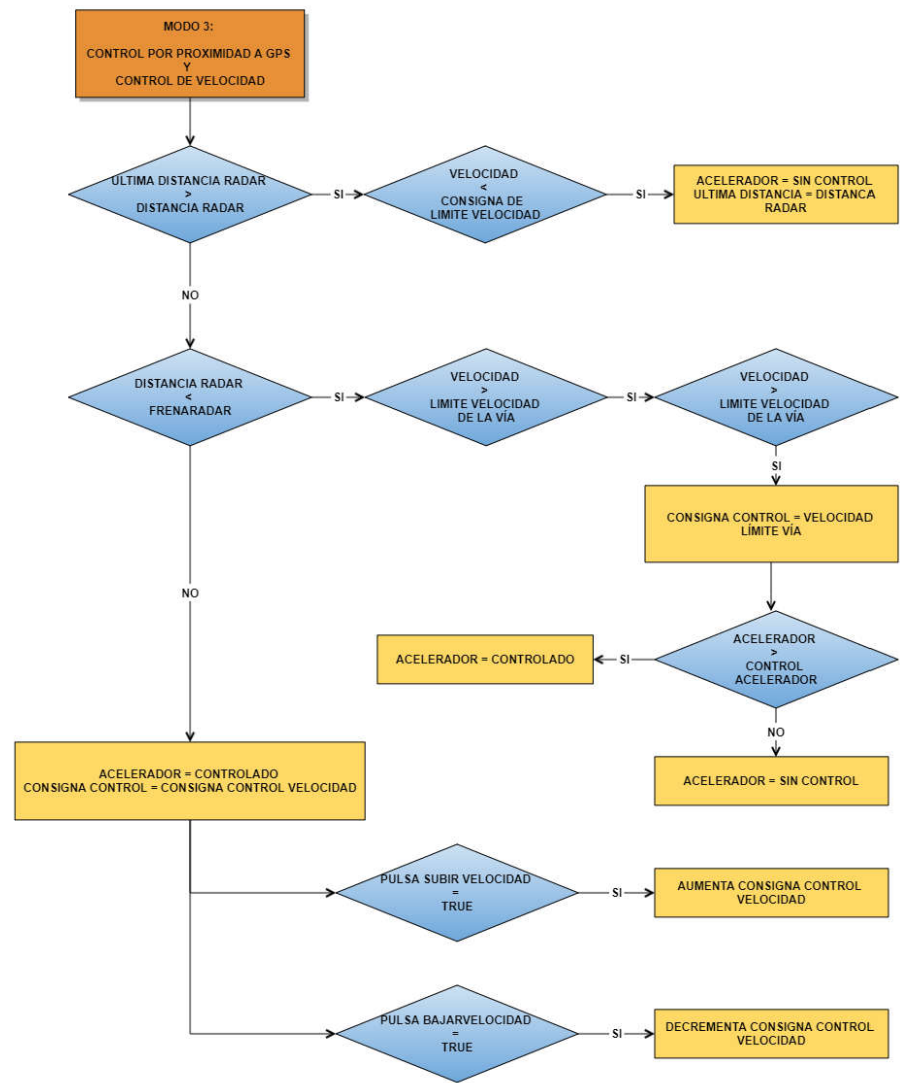 MODO 3:
CONTROL POR PROXIMIDAD A GPS
Y
CONTROL DE VELOCIDAD
ULTIMA DISTANCIA RADAR
>
DISTANCIA RADAR
SI
VELOCIDAD
<
CONSIGNA DE
LIMITE VELOCIDAD
SI
ACELERADOR = SIN CONTROL
ULTIMA DISTANCIA = DISTANCA
RADAR
NO
DISTANCIA RADAR
<
FRENARADAR
SI
VELOCIDAD
>
LIMITE VELOCIDAD
DE LA VÍA
SI
VELOCIDAD
>
LIMITE VELOCIDAD
DE LA VÍA
SI
CONSIGNA CONTROL = VELOCIDAD
LÍMITE VÍA
NO
ACELERADOR
>
CONTROL
ACELERADOR
SI
ACELERADOR = CONTROLADO
NO
ACELERADOR = SIN CONTROL
ACELERADOR = CONTROLADO
CONSIGNA CONTROL = CONSIGNA CONTROL VELOCIDAD
PULSA SUBIR VELOCIDAD
=
TRUE
SI
AUMENTA CONSIGNA CONTROL
VELOCIDAD
PULSA BAJARVELOCIDAD
=
TRUE
SI
DECREMENTA CONSIGNA CONTROL
VELOCIDAD